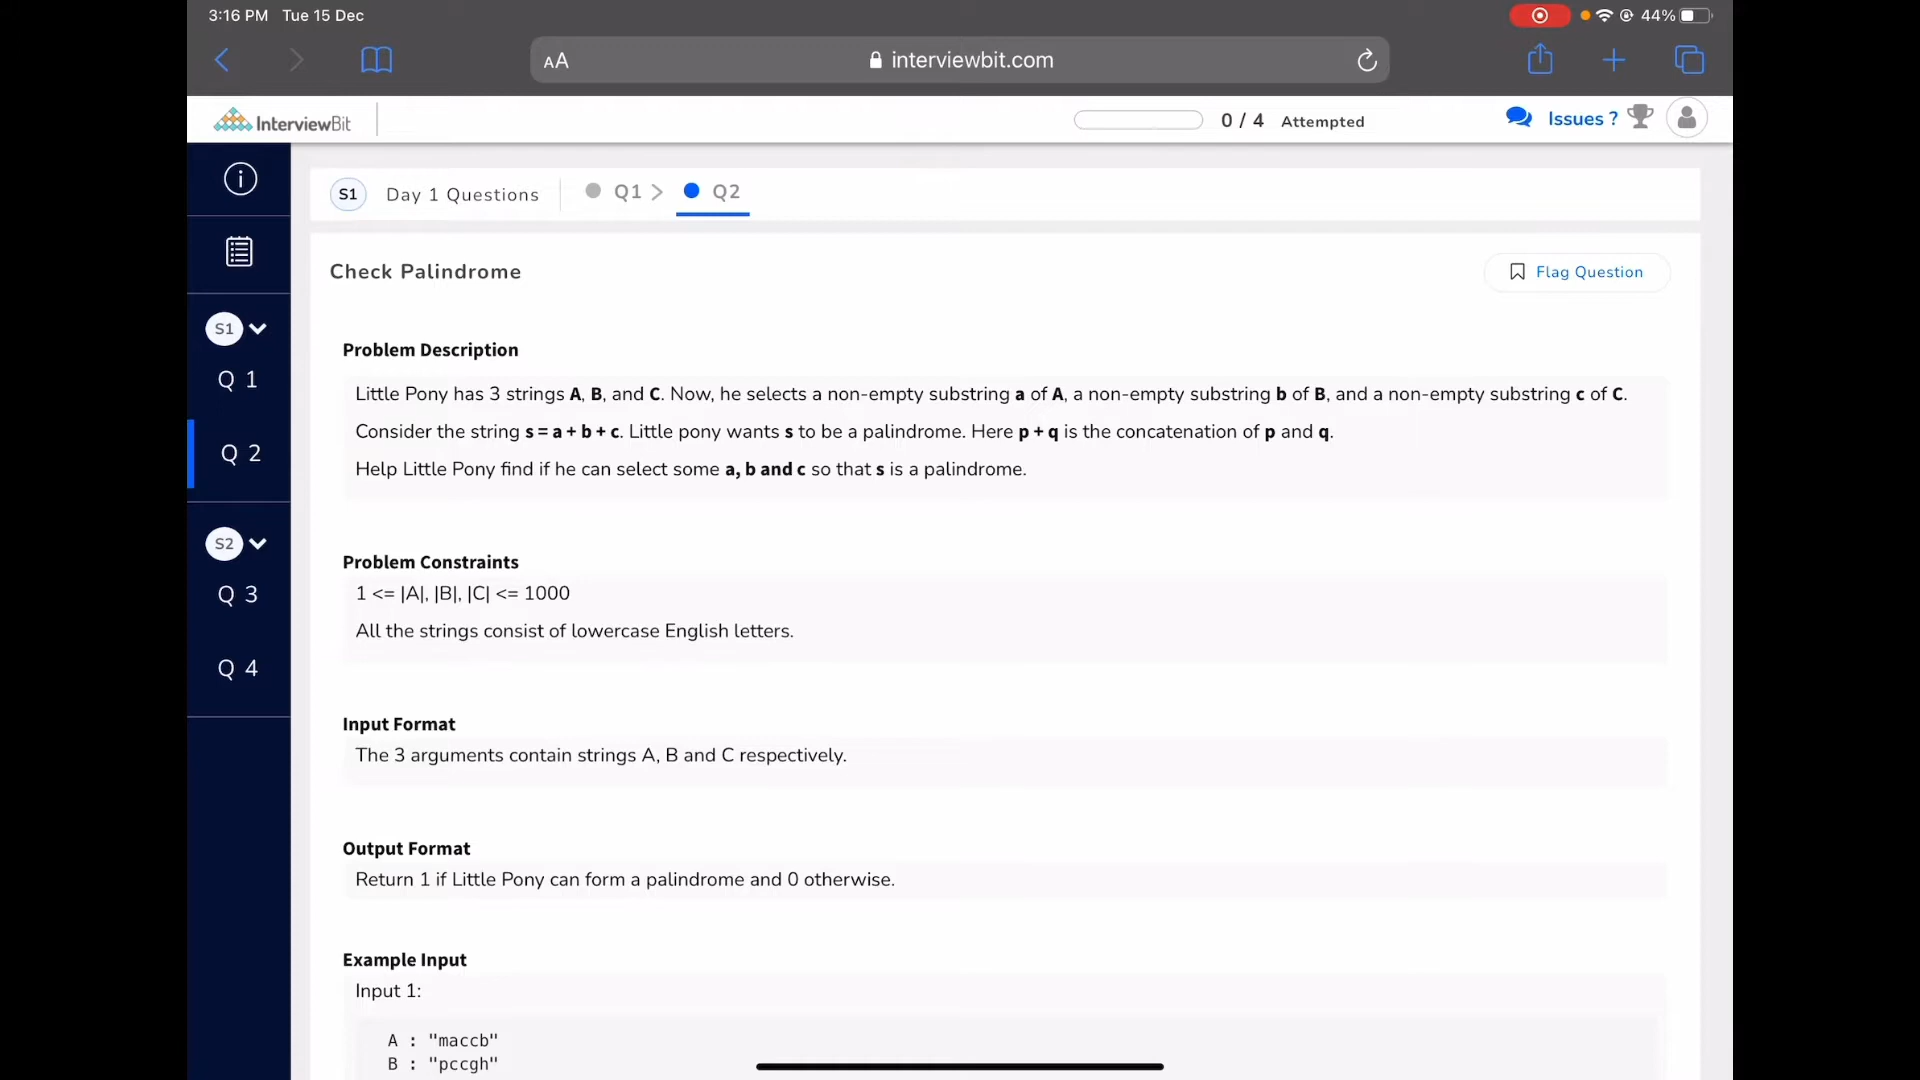 3:16 PM Tue 15 Dec
44%
AA
interviewbit.com
InterviewBit
0 / 4 Attempted
Issues ?
S1 Day 1 Questions Q1 > Q2
Check Palindrome
Flag Question
S1
Q 1
Q 2
S2
Q 3
Q 4
Problem Description
Little Pony has 3 strings A, B, and C. Now, he selects a non-empty substring a of A, a non-empty substring b of B, and a non-empty substring c of C.
Consider the string s = a + b + c. Little pony wants s to be a palindrome. Here p + q is the concatenation of p and q.
Help Little Pony find if he can select some a, b and c so that s is a palindrome.
Problem Constraints
1 <= |A|, |B|, |C| <= 1000
All the strings consist of lowercase English letters.
Input Format
The 3 arguments contain strings A, B and C respectively.
Output Format
Return 1 if Little Pony can form a palindrome and 0 otherwise.
Example Input
Input 1:
A : "maccb"
B : "pccgh"